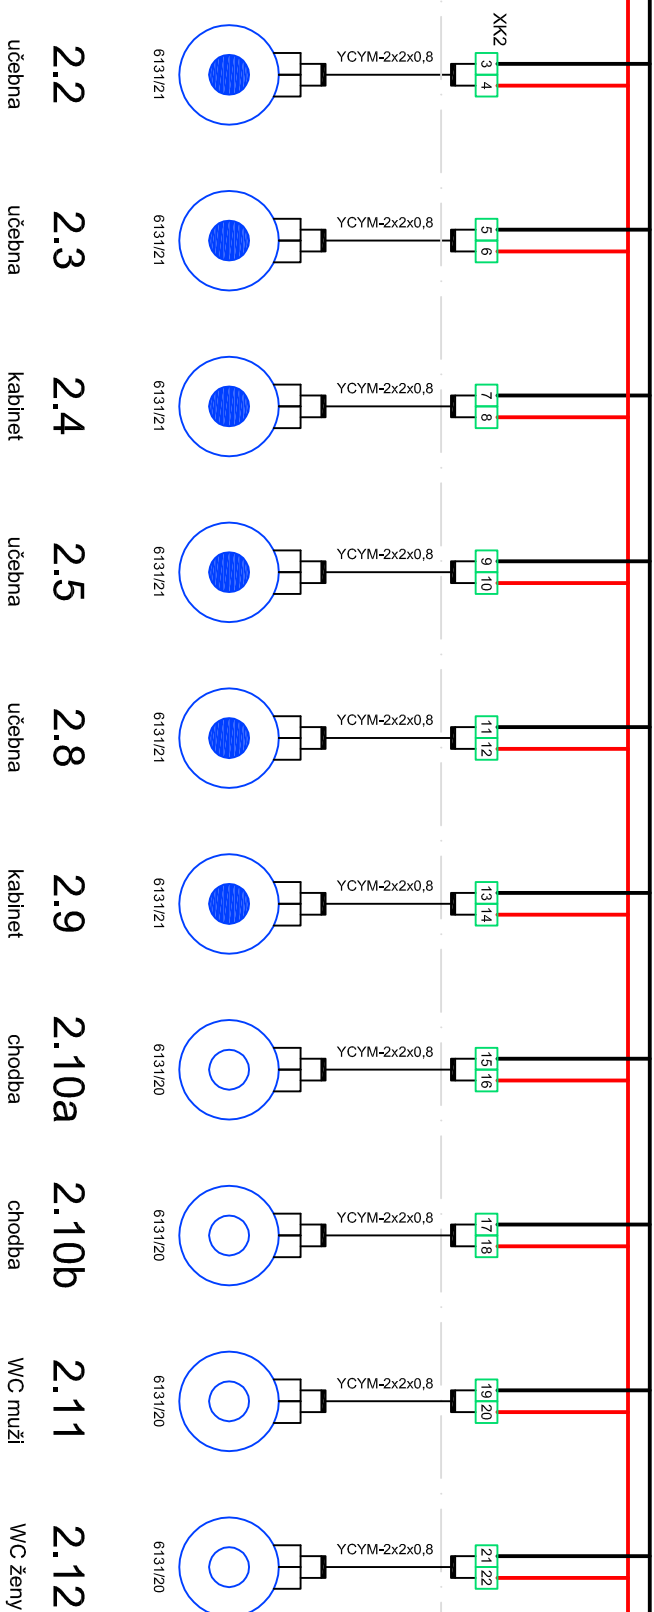 XK2
2.2
učebna
6131/21
YCYM-2x2x0,8
3
4
2.3
učebna
6131/21
YCYM-2x2x0,8
5
6
2.4
kabinet
6131/21
YCYM-2x2x0,8
7
8
2.5
učebna
6131/21
YCYM-2x2x0,8
9
10
2.8
učebna
6131/21
YCYM-2x2x0,8
11
12
2.9
kabinet
6131/21
YCYM-2x2x0,8
13
14
2.10a
chodba
6131/20
YCYM-2x2x0,8
15
16
2.10b
chodba
6131/20
YCYM-2x2x0,8
17
18
2.11
WC muži
6131/20
YCYM-2x2x0,8
19
20
2.12
WC ženy
6131/20
YCYM-2x2x0,8
21
22